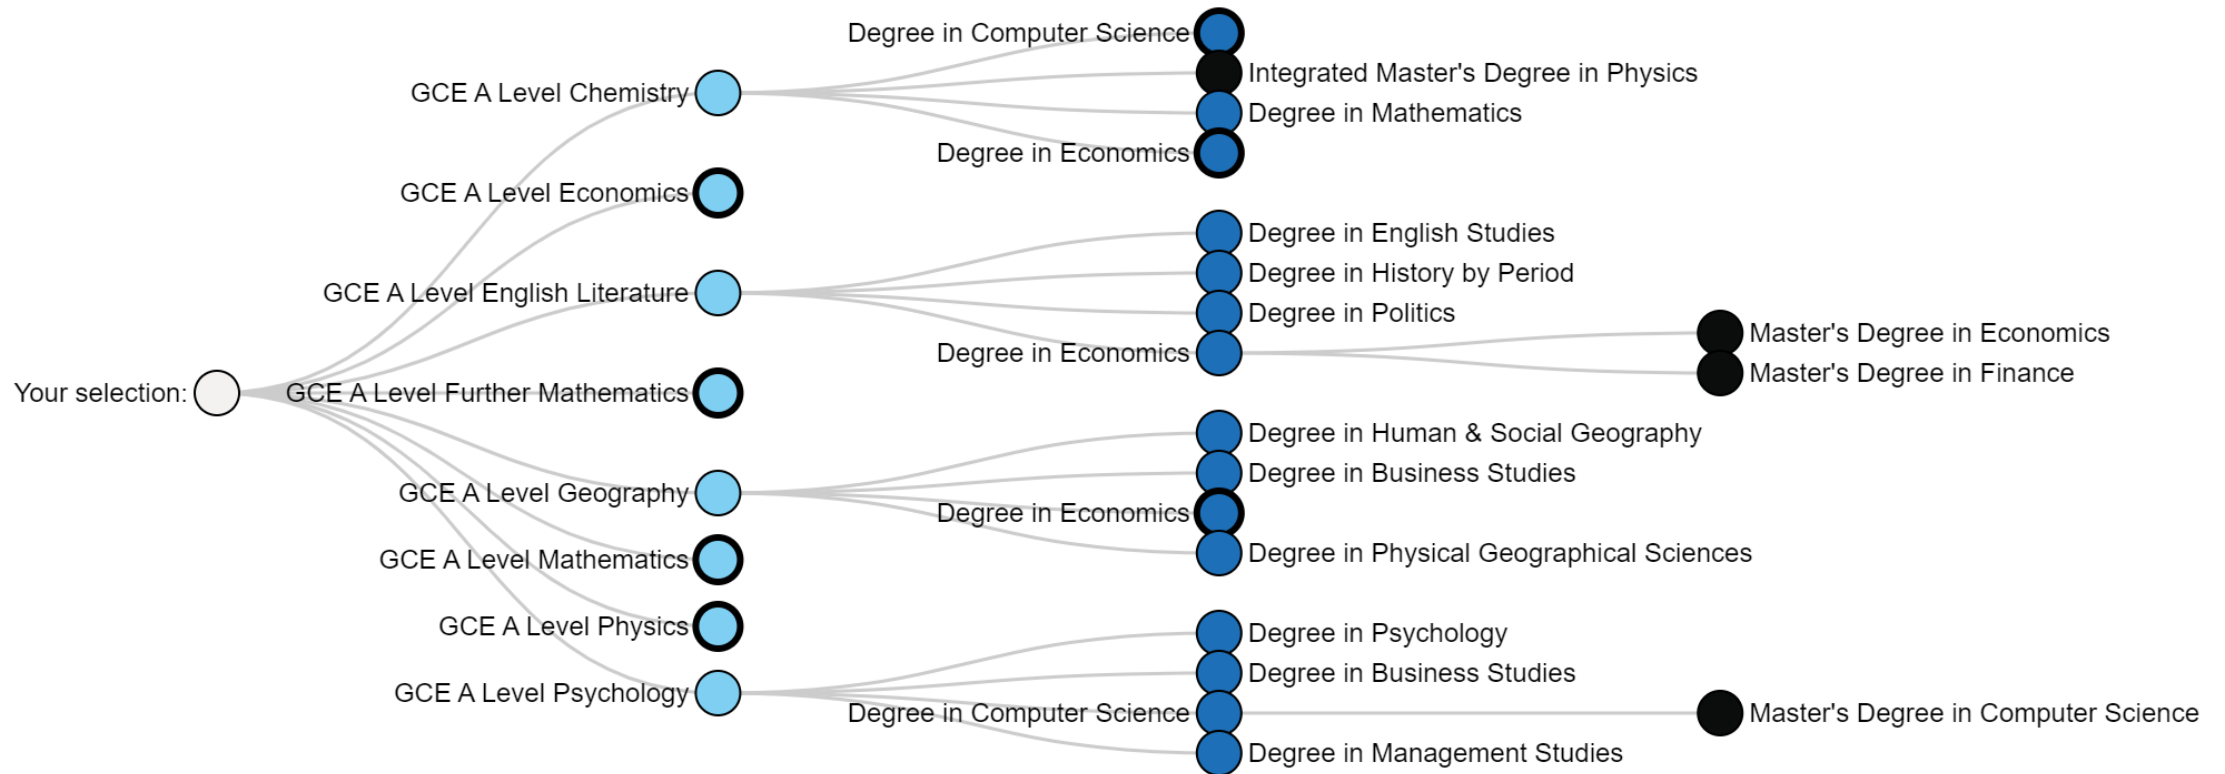 Your selection:
GCE A Level Chemistry
GCE A Level Economics
GCE A Level English Literature
GCE A Level Further Mathematics
GCE A Level Geography
GCE A Level Mathematics
GCE A Level Physics
GCE A Level Psychology
Degree in Computer Science
Integrated Master's Degree in Physics
Degree in Mathematics
Degree in Economics
Degree in English Studies
Degree in History by Period
Degree in Politics
Degree in Economics
Degree in Human & Social Geography
Degree in Business Studies
Degree in Economics
Degree in Physical Geographical Sciences
Degree in Psychology
Degree in Business Studies
Degree in Computer Science
Degree in Management Studies
Master's Degree in Economics
Master's Degree in Finance
Master's Degree in Computer Science